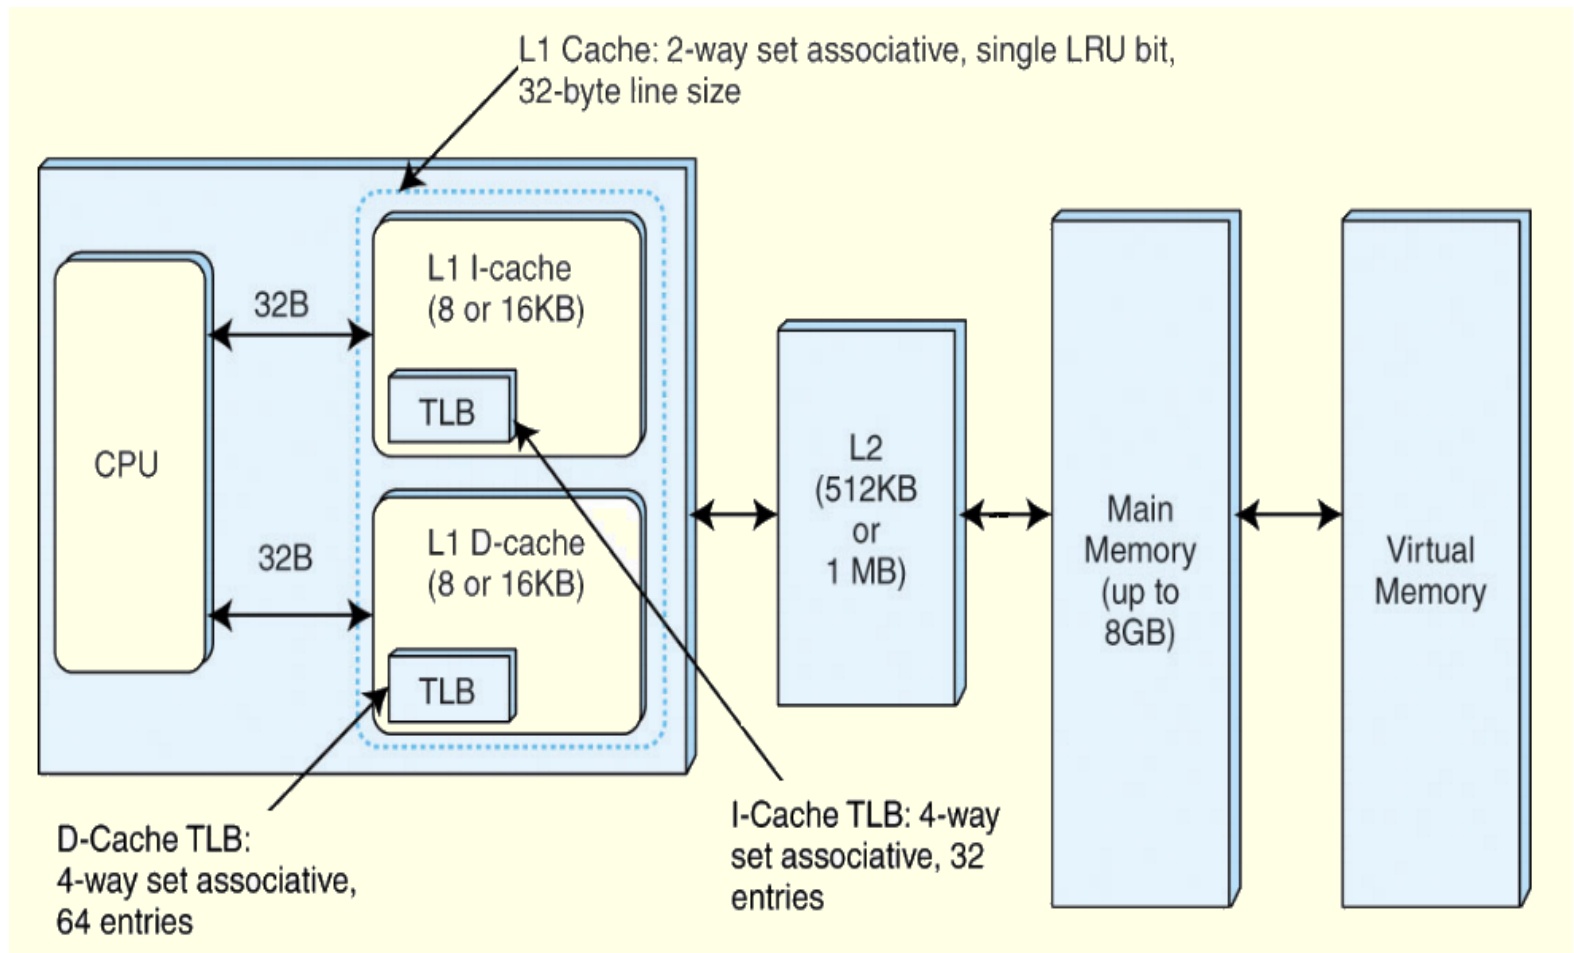 L1 Cache: 2-way set associative, single LRU bit,
32-byte line size
CPU
32B
32B
L1 I-cache
(8 or 16KB)
TLB
L1 D-cache
(8 or 16KB)
TLB
L2
(512KB
or
1 MB)
Main
Memory
(up to
8GB)
Virtual
Memory
D-Cache TLB:
4-way set associative,
64 entries
I-Cache TLB: 4-way
set associative, 32
entries